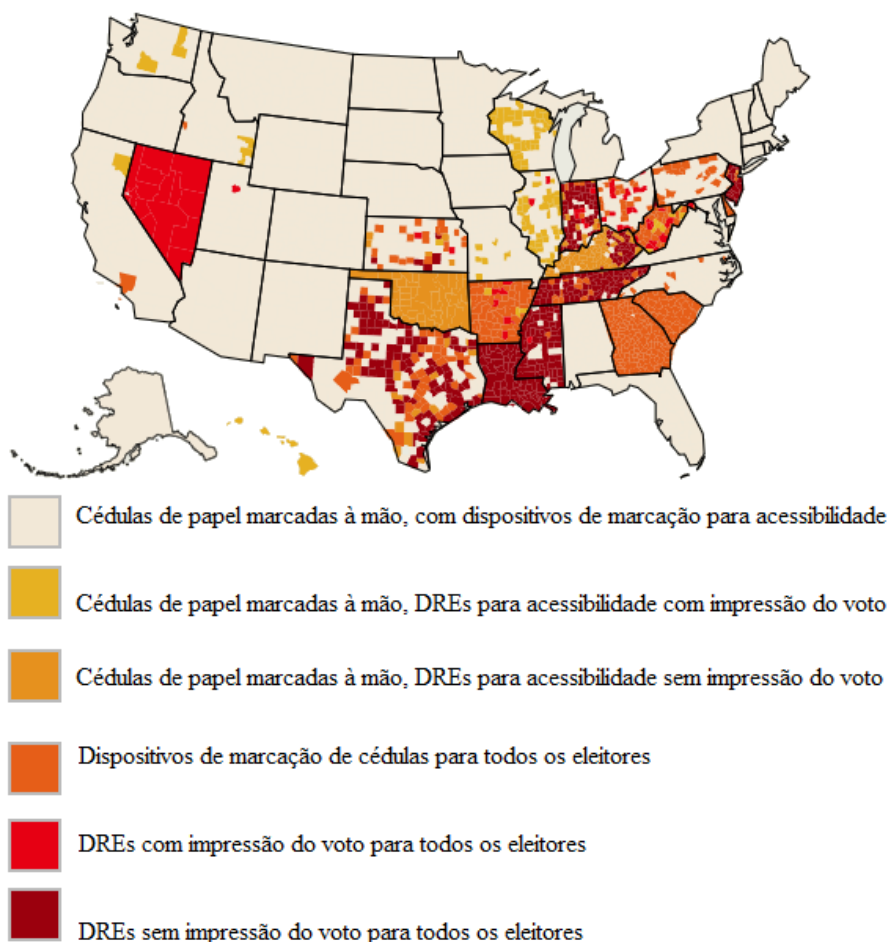 Cédulas de papel marcadas à mão, com dispositivos de marcação para acessibilidade
Cédulas de papel marcadas à mão, DREs para acessibilidade com impressão do voto
Cédulas de papel marcadas à mão, DREs para acessibilidade sem impressão do voto
Dispositivos de marcação de cédulas para todos os eleitores
DREs com impressão do voto para todos os eleitores
DREs sem impressão do voto para todos os eleitores